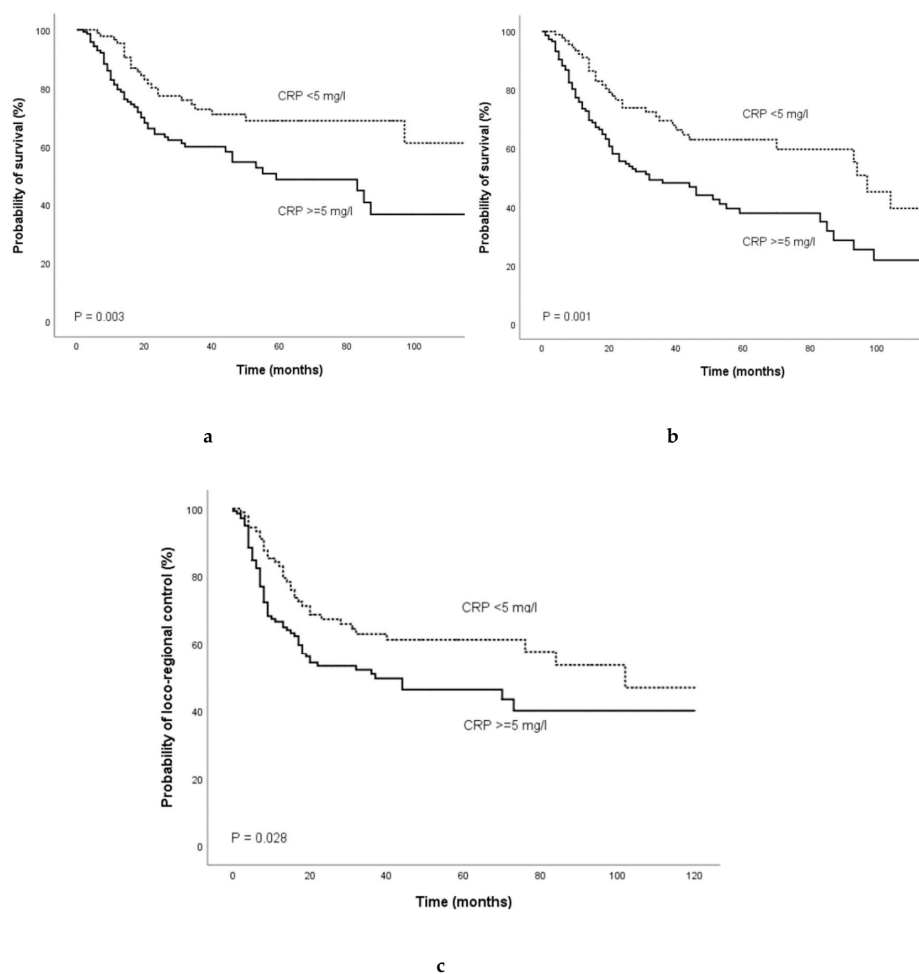 Probability of survival (%)
100
80
60
40
20
0
CRP <5 mg/l
CRP >=5 mg/l
P = 0.003
0 20 40 60 80 100
Time (months)
a
Probability of survival (%)
100
80
60
40
20
0
CRP <5 mg/l
CRP >=5 mg/l
P = 0.001
0 20 40 60 80 100
Time (months)
b
Probability of loco-regional control (%)
100
80
60
40
20
0
CRP <5 mg/l
CRP >=5 mg/l
P = 0.028
0 20 40 60 80 100 120
Time (months)
c